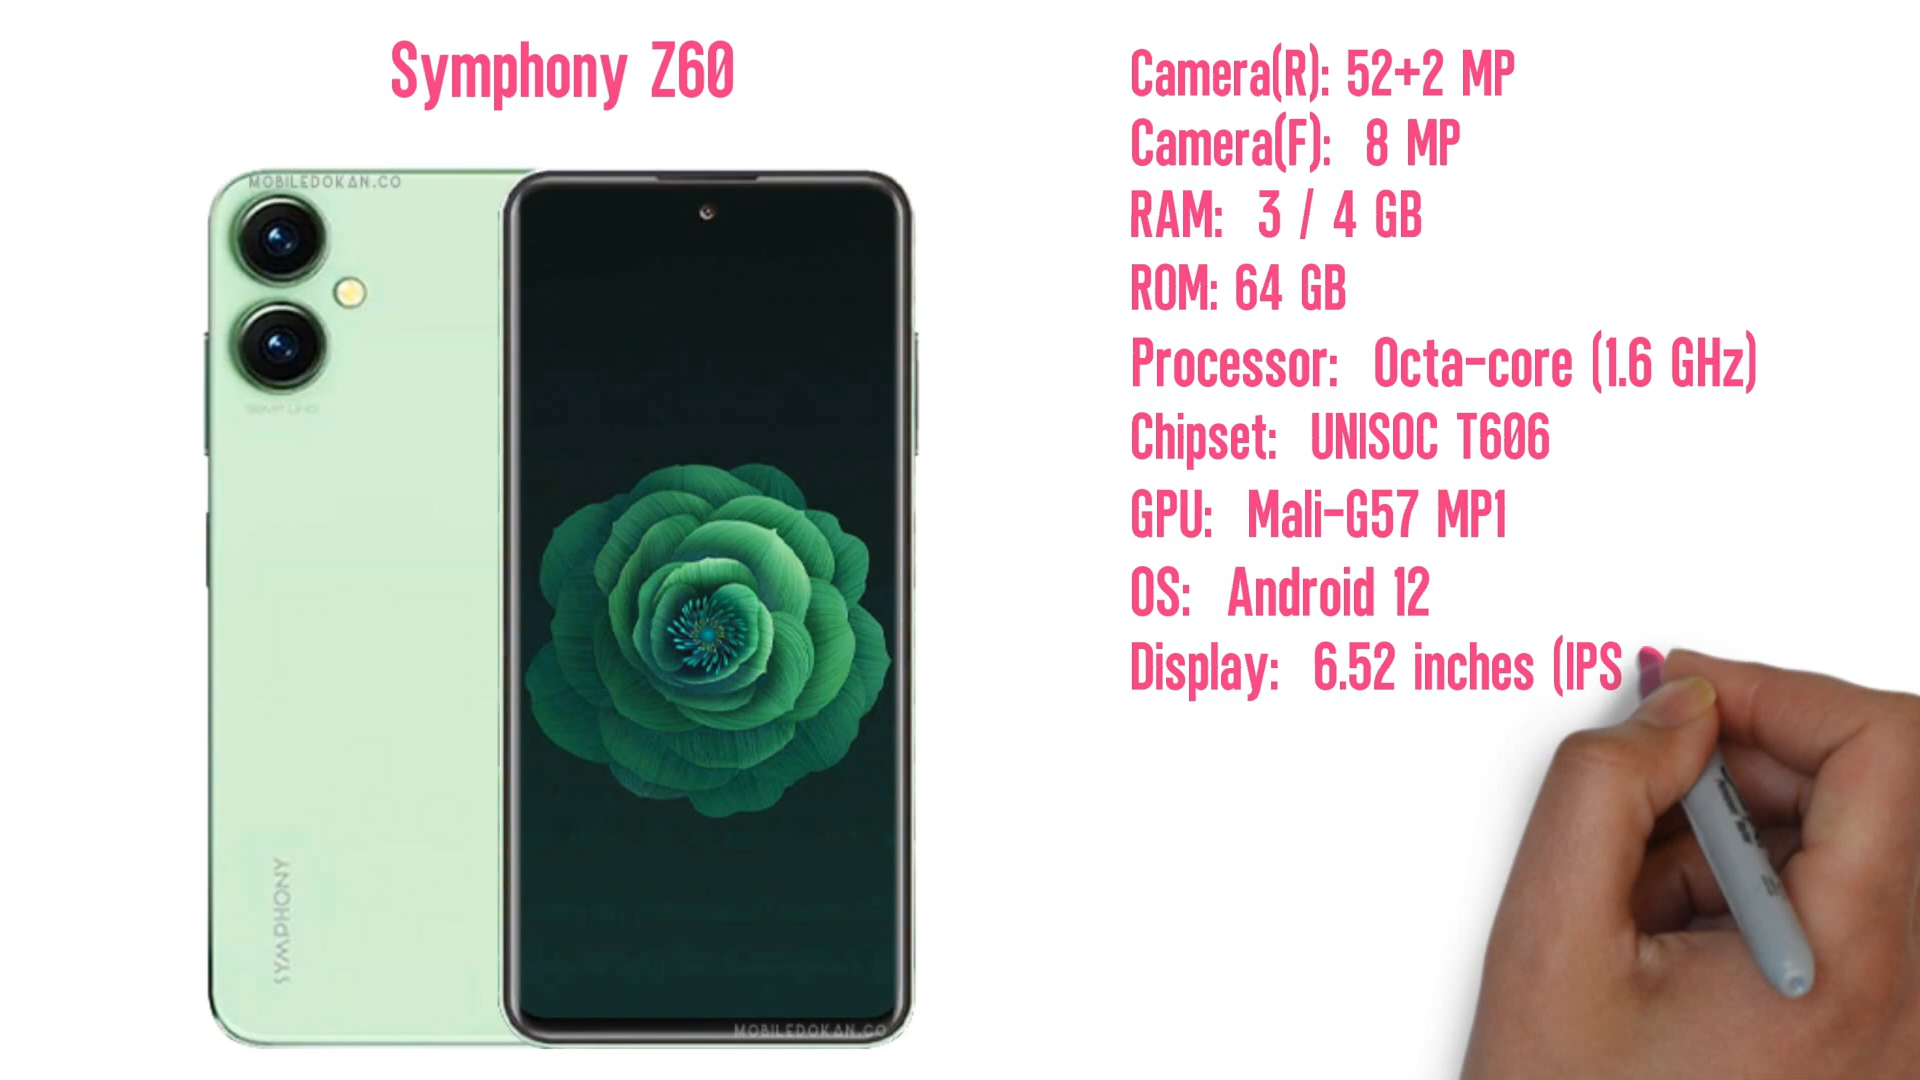 Symphony Z60
MOBILEDOKAN.CO
SYMPHONY
MOBILEDOKAN.CO
Camera(R): 52+2 MP
Camera(F): 8 MP
RAM: 3 / 4 GB
ROM: 64 GB
Processor: Octa-core (1.6 GHz)
Chipset: UNISOC T606
GPU: Mali-G57 MP1
OS: Android 12
Display: 6.52 inches (IPS